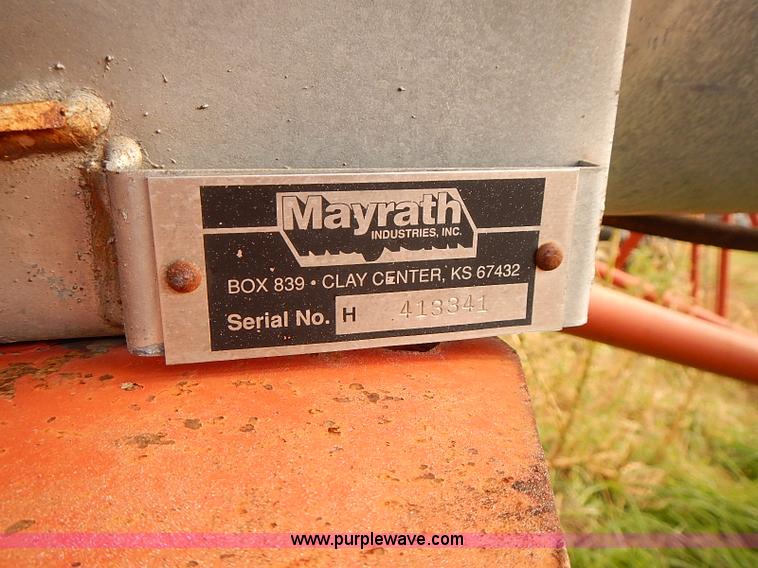 Mayrath
INDUSTRIES, INC.
BOX 839 • CLAY CENTER, KS 67432
Serial No. H 413341
www.purplewave.com